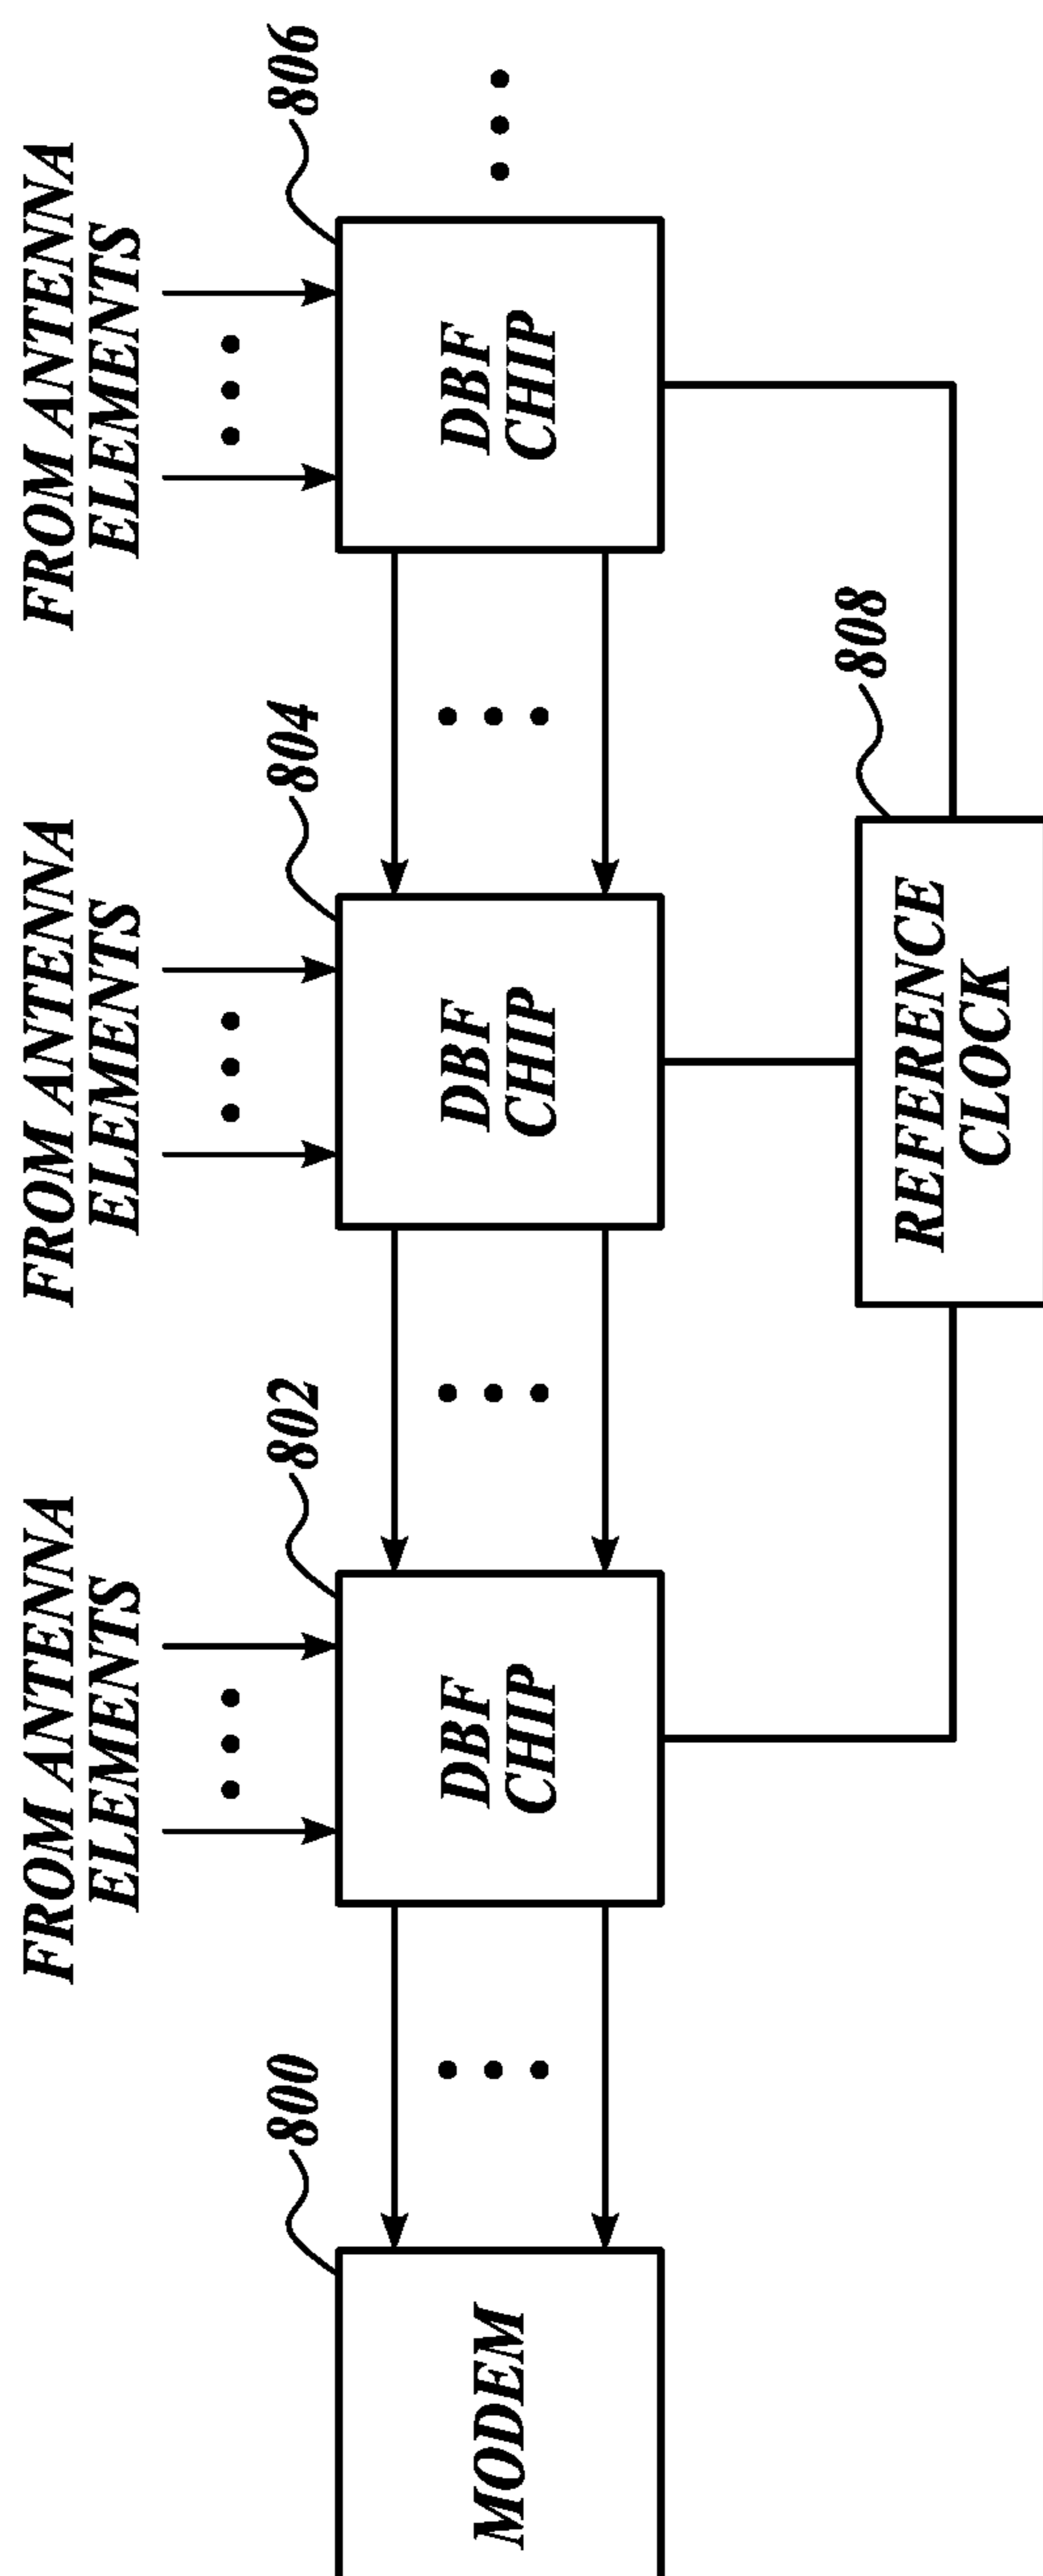 FROM ANTENNA
ELEMENTS
FROM ANTENNA
ELEMENTS
FROM ANTENNA
ELEMENTS
800
802
804
806
MODEM
DBF
CHIP
DBF
CHIP
DBF
CHIP
808
REFERENCE
CLOCK